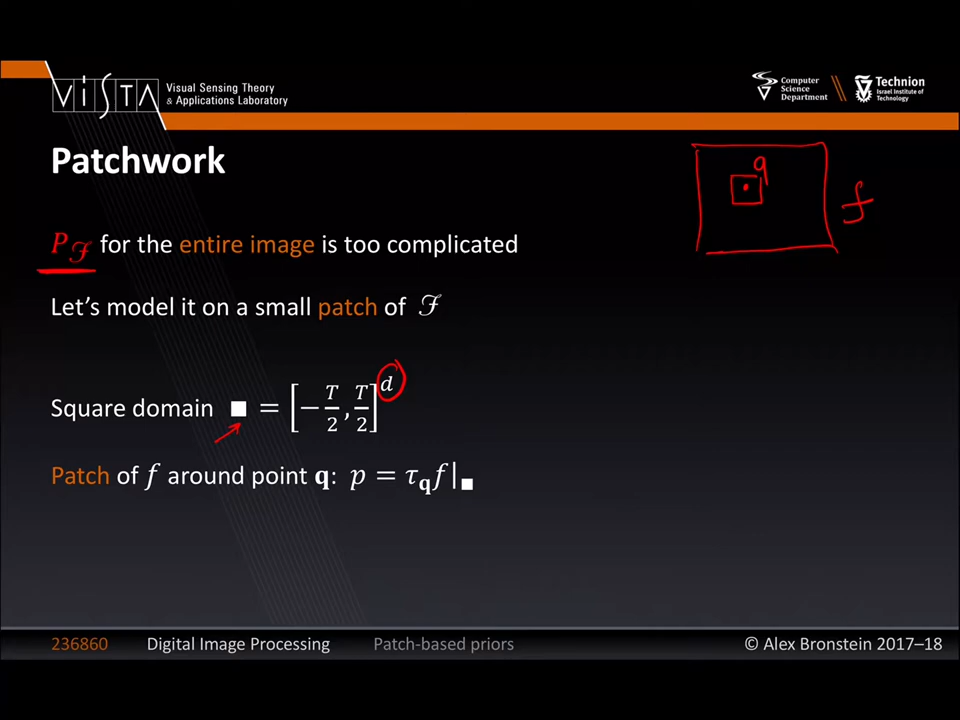 ViSTA Visual Sensing Theory
& Applications Laboratory
Computer
Science
Department
Technion
Israel Institute of
Technology
Patchwork
q
f
P_ℱ for the entire image is too complicated
Let's model it on a small patch of ℱ
Square domain ■ = [−T/2, T/2]^d
Patch of f around point q: p = τ_q f|_■
236860 Digital Image Processing Patch-based priors © Alex Bronstein 2017–18